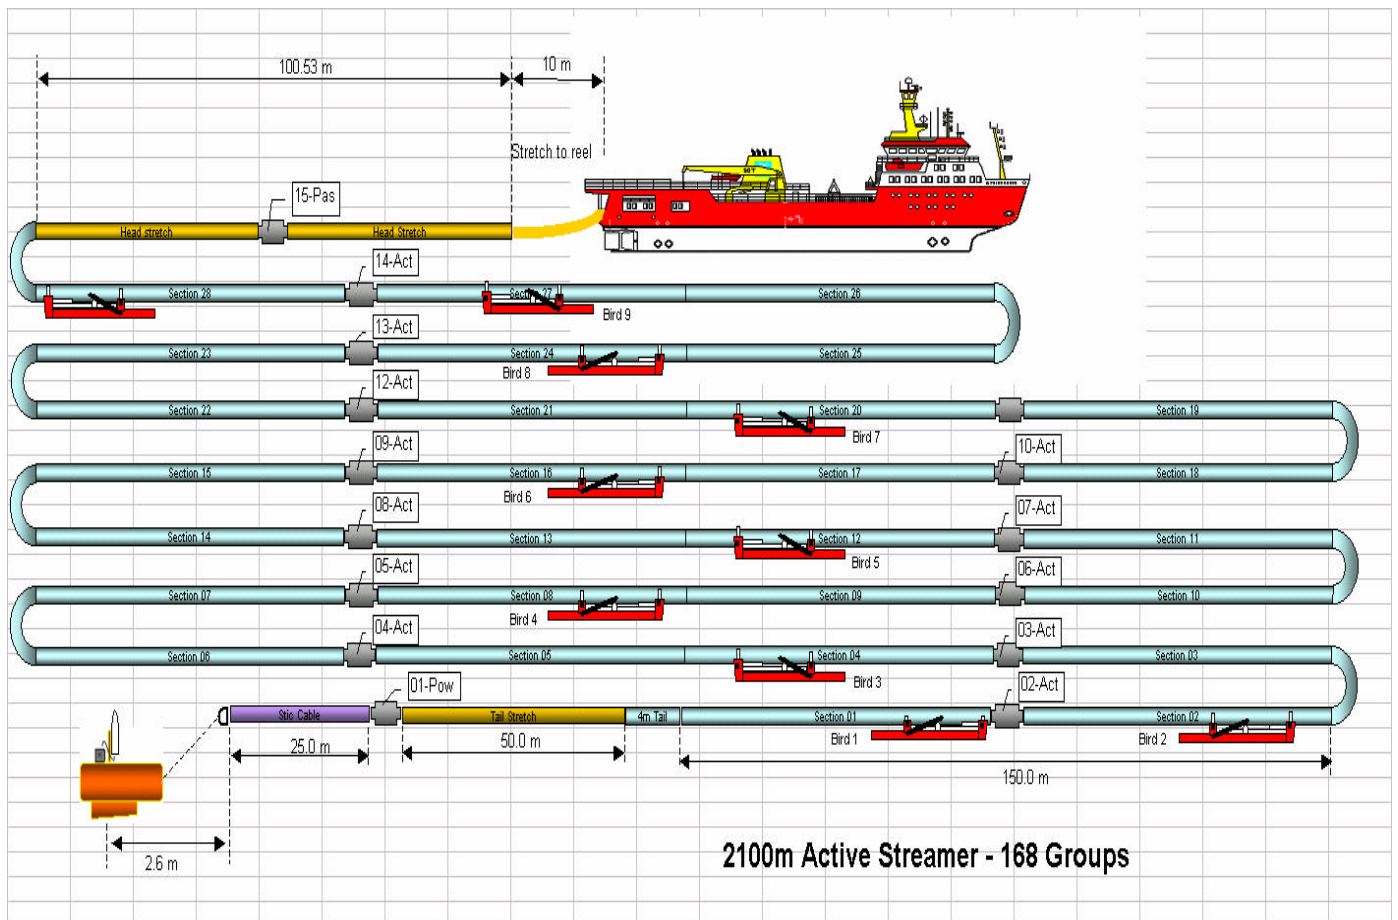 100.53 m
10 m
Stretch to reel
15-Pas
Head stretch
Head Stretch
14-Act
Section 28
Section 27
Section 26
Bird 9
13-Act
Section 23
Section 24
Section 25
Bird 8
12-Act
Section 22
Section 21
Section 20
Section 19
Bird 7
09-Act
10-Act
Section 15
Section 16
Section 17
Section 18
Bird 6
08-Act
07-Act
Section 14
Section 13
Section 12
Section 11
Bird 5
05-Act
06-Act
Section 07
Section 08
Section 09
Section 10
Bird 4
04-Act
03-Act
Section 06
Section 05
Section 04
Section 03
Bird 3
01-Pow
02-Act
Stic Cable
Tail Stretch
4m Tail
Section 01
Section 02
Bird 1
Bird 2
25.0 m
50.0 m
150.0 m
2.6 m
2100m Active Streamer - 168 Groups